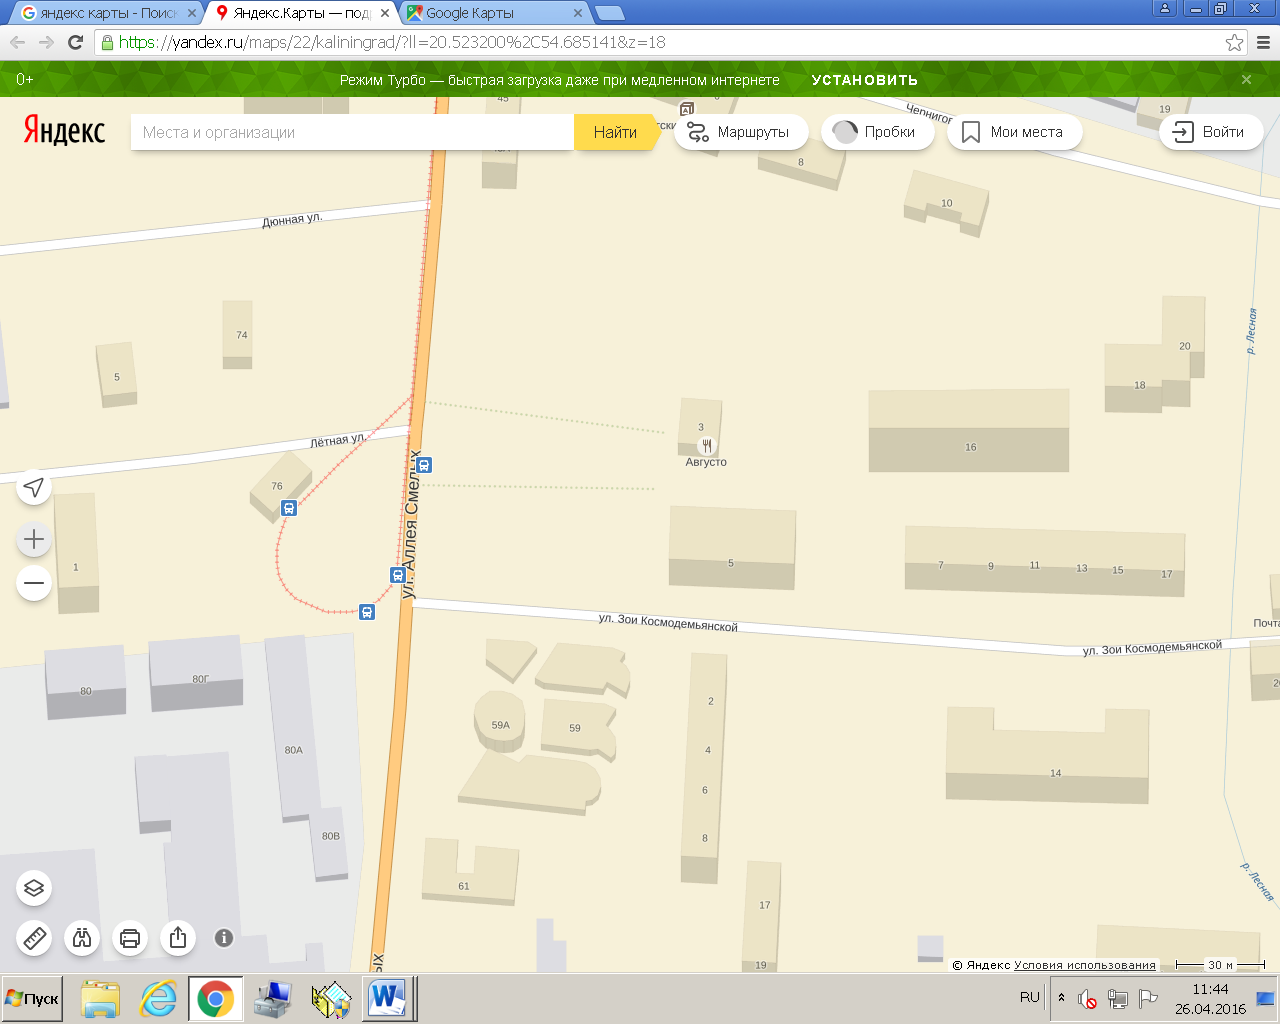 яндекс карты - Поиск
Яндекс.Карты — под
Google Карты
https://yandex.ru/maps/22/kaliningrad/?ll=20.523200%2C54.685141&z=18
0+
Режим Турбо — быстрая загрузка даже при медленном интернете
УСТАНОВИТЬ
Яндекс
Места и организации
Найти
Маршруты
Пробки
Мои места
Войти
45
19
8
10
Дюнная ул.
74
5
р. Лесная
20
18
3
Августо
16
Лётная ул.
76
1
ул. Аллея Смелых
5
7
9
11
13
15
17
ул. Зои Космодемьянской
ул. Зои Космодемьянской
Почта
80
80Г
80А
80В
59А
59
2
4
6
8
14
61
17
19
р. Лесная
© Яндекс Условия использования
30 м
Пуск
RU
11:44
26.04.2016